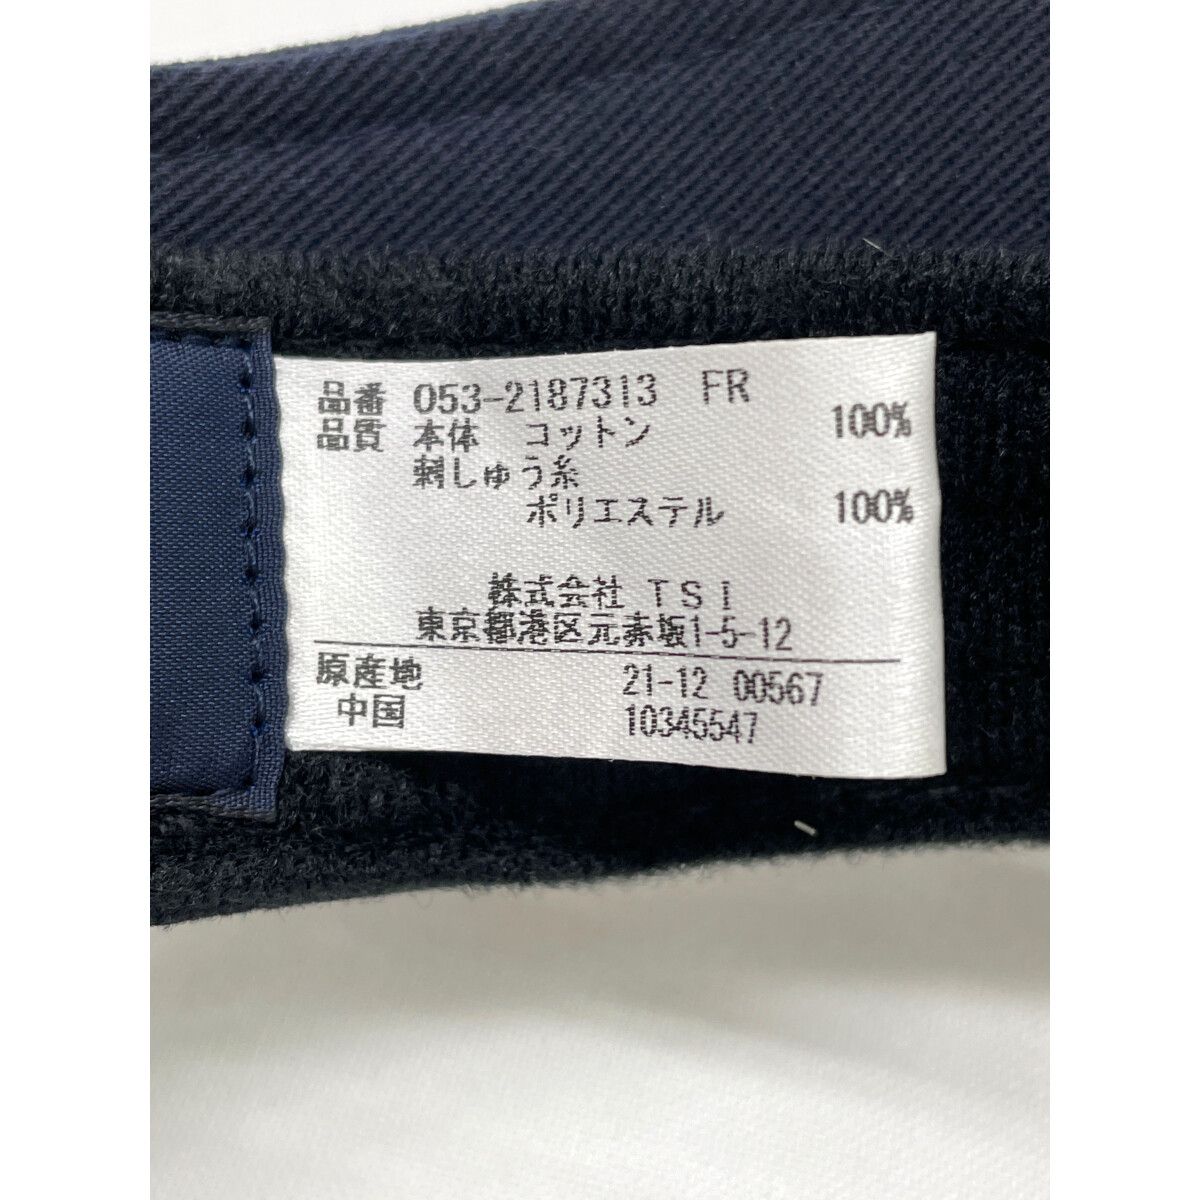 品番 053-2187313 FR
品質 本体 コットン 100%
刺しゅう糸
ポリエステル 100%
株式会社 TSI
東京都港区元赤坂1-5-12
原産地 21-12 00567
中国 10345547